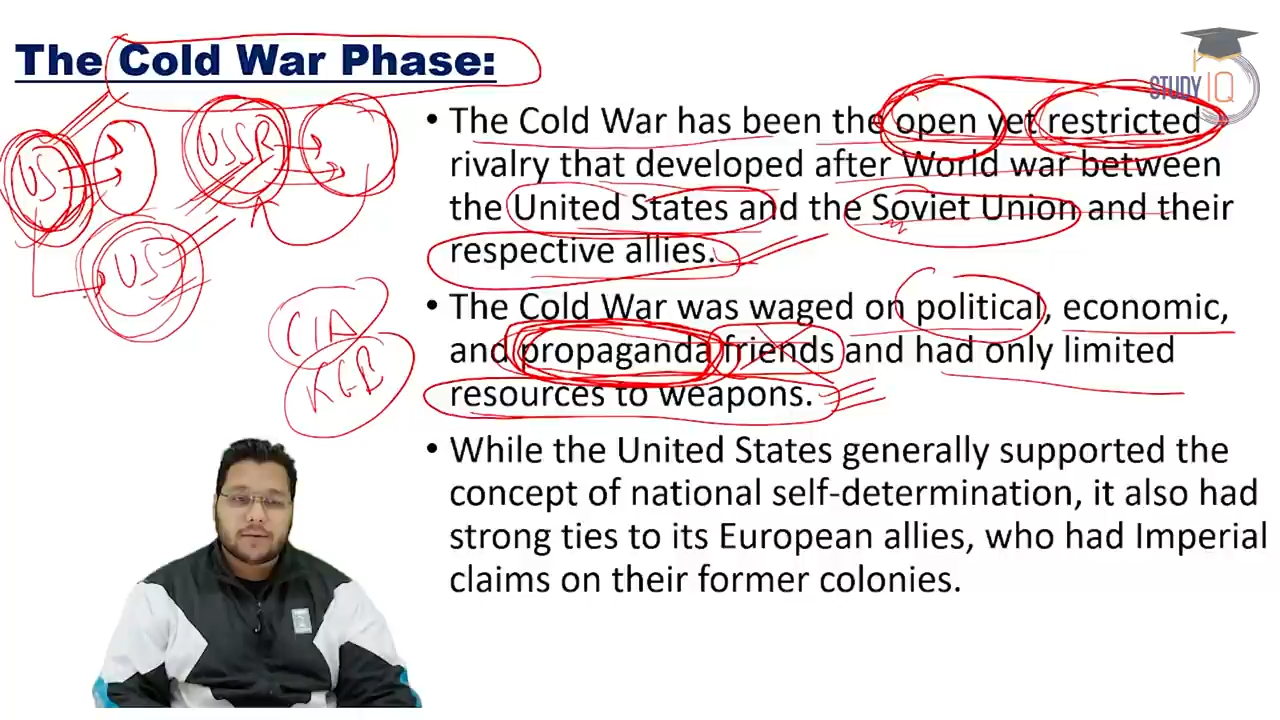 The Cold War Phase:
STUDY IQ
US
USSR
US
CIA
KGB
• The Cold War has been the open yet restricted
rivalry that developed after World war between
the United States and the Soviet Union and their
respective allies.
• The Cold War was waged on political, economic,
and propaganda friends and had only limited
resources to weapons.
• While the United States generally supported the
concept of national self-determination, it also had
strong ties to its European allies, who had Imperial
claims on their former colonies.